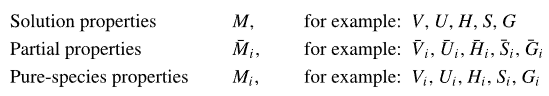 Solution properties M, for example: V, U, H, S, G
Partial properties M̄ᵢ, for example: V̄ᵢ, Ūᵢ, H̄ᵢ, S̄ᵢ, Ḡᵢ
Pure-species properties Mᵢ, for example: Vᵢ, Uᵢ, Hᵢ, Sᵢ, Gᵢ